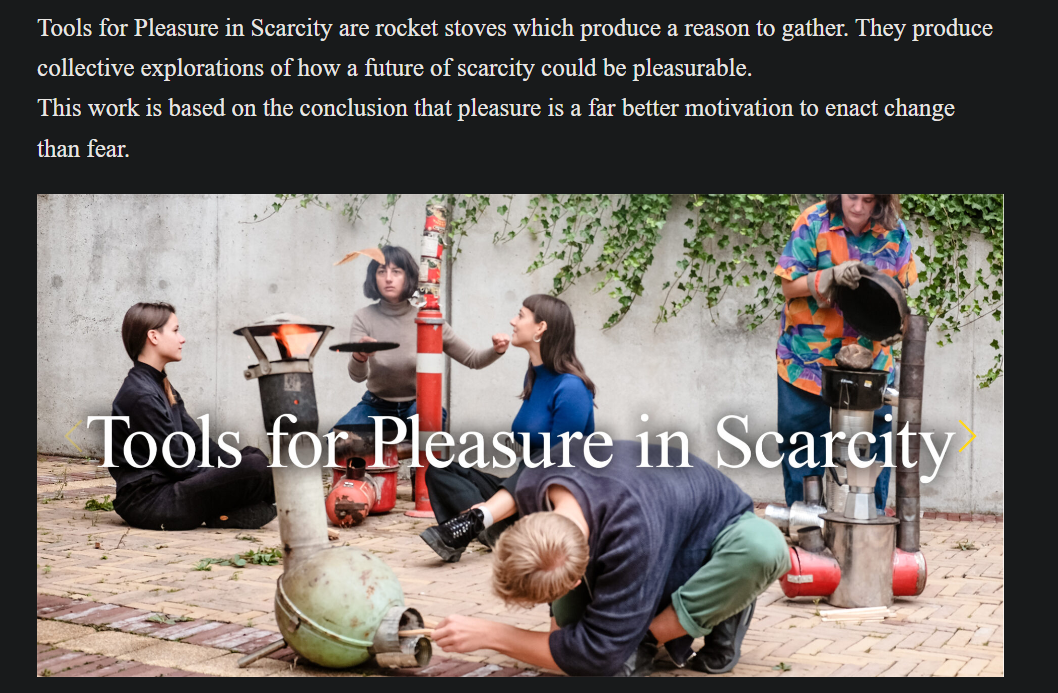 Tools for Pleasure in Scarcity are rocket stoves which produce a reason to gather. They produce
collective explorations of how a future of scarcity could be pleasurable.
This work is based on the conclusion that pleasure is a far better motivation to enact change
than fear.
Tools for Pleasure in Scarcity